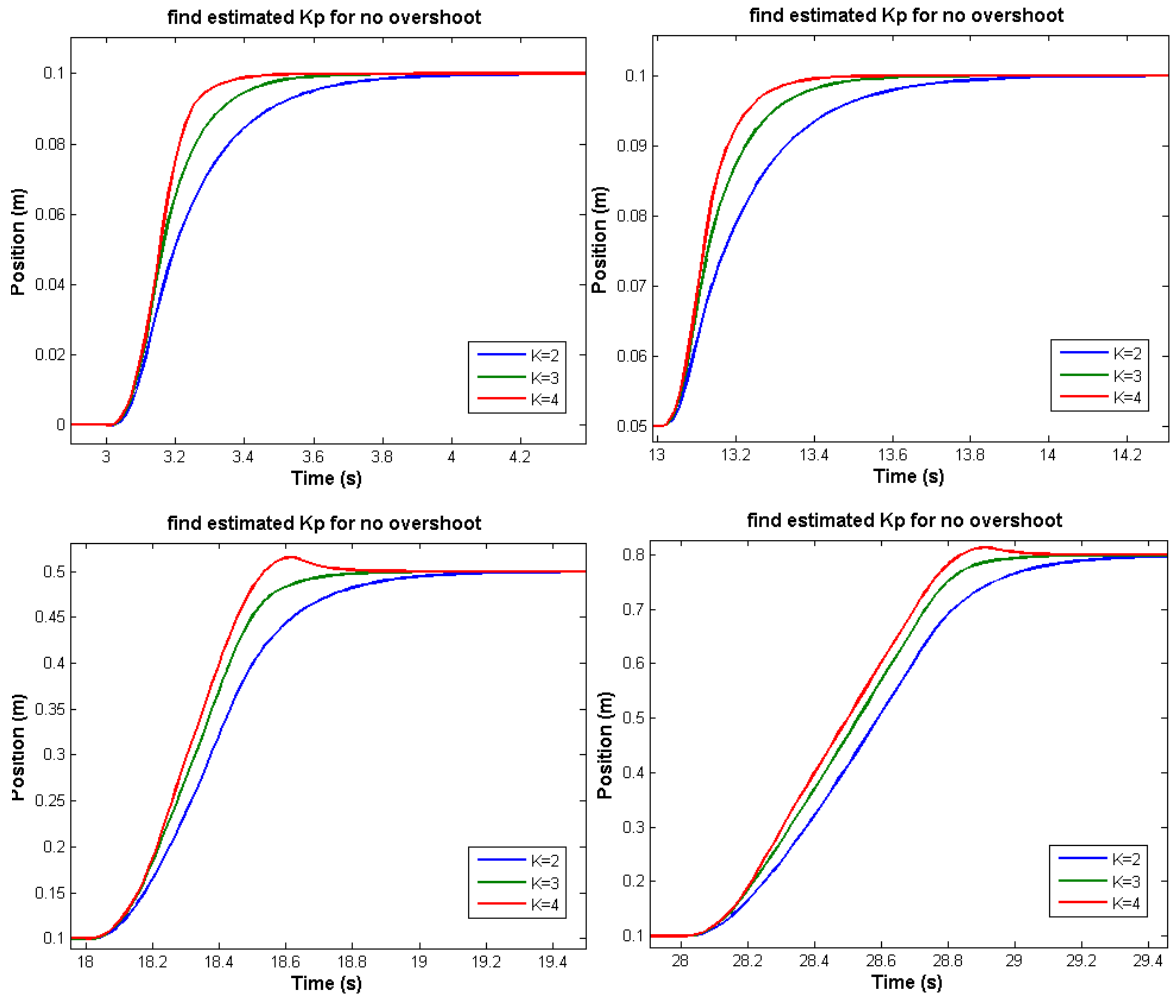 find estimated Kp for no overshoot
0.1
0.08
0.06
0.04
0.02
0
Position (m)
K=2
K=3
K=4
3 3.2 3.4 3.6 3.8 4 4.2
Time (s)
find estimated Kp for no overshoot
0.1
0.09
0.08
0.07
0.06
0.05
Position (m)
K=2
K=3
K=4
13 13.2 13.4 13.6 13.8 14 14.2
Time (s)
find estimated Kp for no overshoot
0.5
0.45
0.4
0.35
0.3
0.25
0.2
0.15
0.1
Position (m)
K=2
K=3
K=4
18 18.2 18.4 18.6 18.8 19 19.2 19.4
Time (s)
find estimated Kp for no overshoot
0.8
0.7
0.6
0.5
0.4
0.3
0.2
0.1
Position (m)
K=2
K=3
K=4
28 28.2 28.4 28.6 28.8 29 29.2 29.4
Time (s)